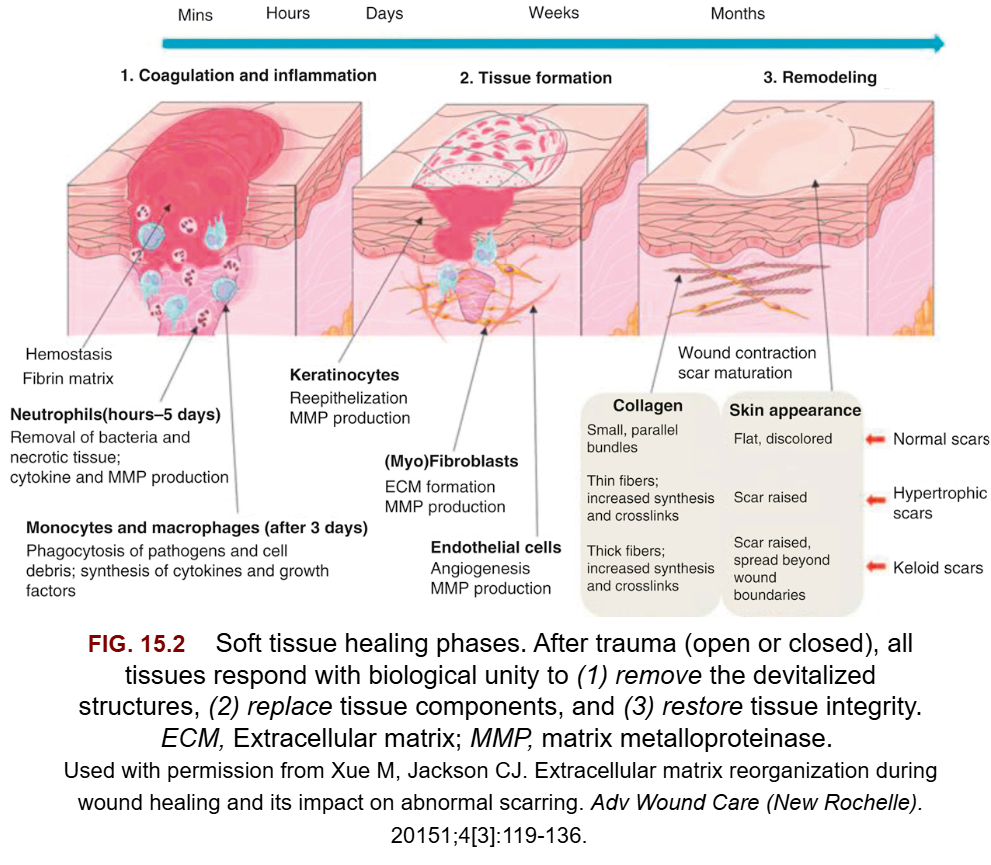 Mins Hours Days Weeks Months
1. Coagulation and inflammation
2. Tissue formation
3. Remodeling
Hemostasis
Fibrin matrix
Neutrophils(hours–5 days)
Removal of bacteria and
necrotic tissue;
cytokine and MMP production
Monocytes and macrophages (after 3 days)
Phagocytosis of pathogens and cell
debris; synthesis of cytokines and growth
factors
Keratinocytes
Reepithelization
MMP production
(Myo)Fibroblasts
ECM formation
MMP production
Endothelial cells
Angiogenesis
MMP production
Wound contraction
scar maturation
Collagen
Small, parallel
bundles
Thin fibers;
increased synthesis
and crosslinks
Thick fibers;
increased synthesis
and crosslinks
Skin appearance
Flat, discolored
Scar raised
Scar raised,
spread beyond
wound
boundaries
Normal scars
Hypertrophic
scars
Keloid scars
FIG. 15.2 Soft tissue healing phases. After trauma (open or closed), all
tissues respond with biological unity to (1) remove the devitalized
structures, (2) replace tissue components, and (3) restore tissue integrity.
ECM, Extracellular matrix; MMP, matrix metalloproteinase.
Used with permission from Xue M, Jackson CJ. Extracellular matrix reorganization during
wound healing and its impact on abnormal scarring. Adv Wound Care (New Rochelle).
20151;4[3]:119-136.